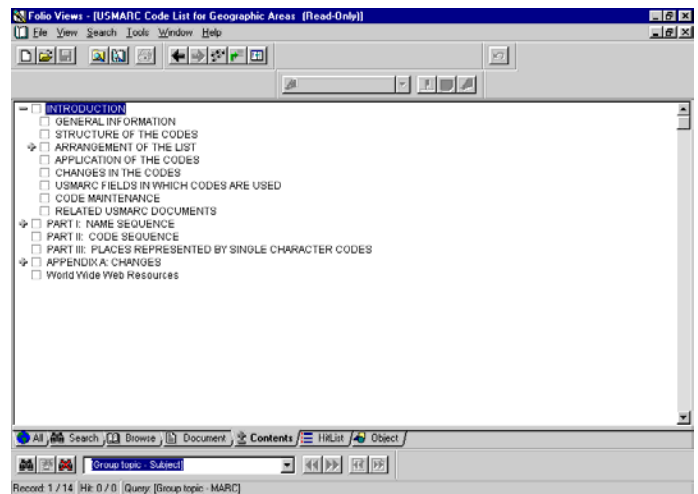 Folio Views - [USMARC Code List for Geographic Areas (Read-Only)]
File View Search Tools Window Help
INTRODUCTION
GENERAL INFORMATION
STRUCTURE OF THE CODES
ARRANGEMENT OF THE LIST
APPLICATION OF THE CODES
CHANGES IN THE CODES
USMARC FIELDS IN WHICH CODES ARE USED
CODE MAINTENANCE
RELATED USMARC DOCUMENTS
PART I: NAME SEQUENCE
PART II: CODE SEQUENCE
PART III: PLACES REPRESENTED BY SINGLE CHARACTER CODES
APPENDIX A: CHANGES
World Wide Web Resources
All Search Browse Document Contents HitList Object
[Group topic - Subject]
Record: 1 / 14 Hit: 0 / 0 Query: [Group topic - MARC]